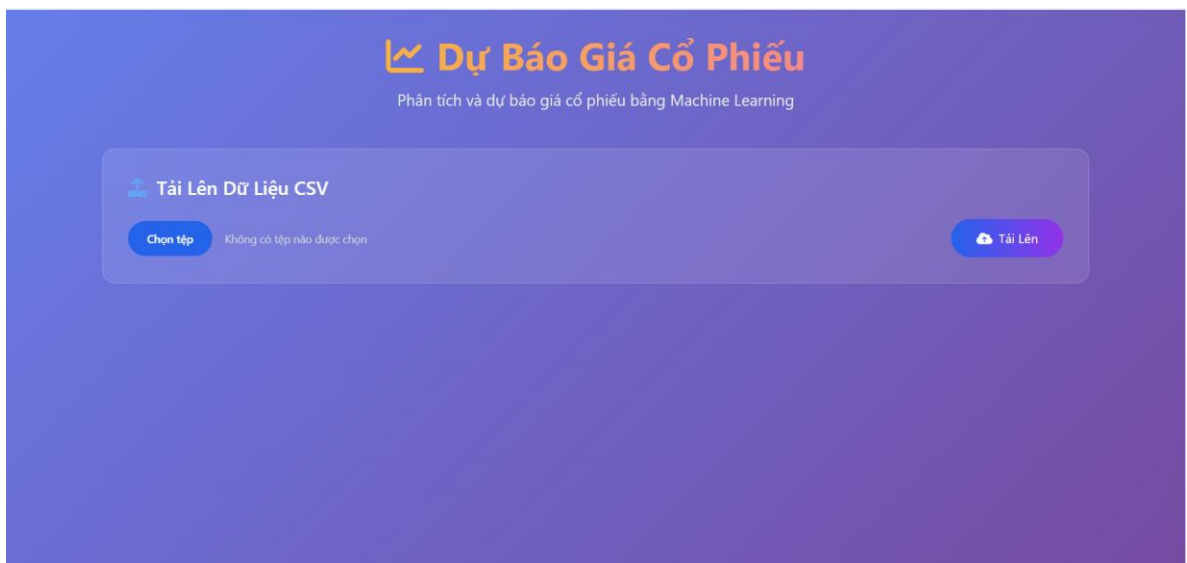 Dự Báo Giá Cổ Phiếu
Phân tích và dự báo giá cổ phiếu bằng Machine Learning
Tải Lên Dữ Liệu CSV
Chọn tệp Không có tệp nào được chọn
Tải Lên